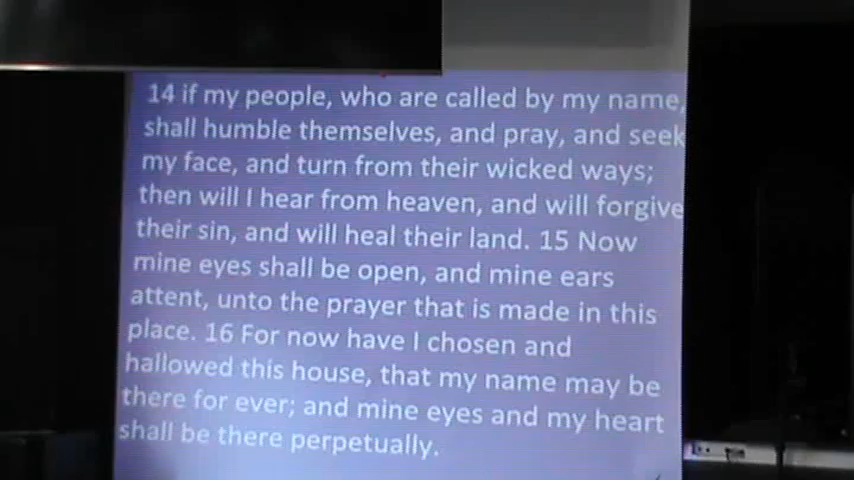 14 if my people, who are called by my name,
shall humble themselves, and pray, and seek
my face, and turn from their wicked ways;
then will I hear from heaven, and will forgive
their sin, and will heal their land. 15 Now
mine eyes shall be open, and mine ears
attent, unto the prayer that is made in this
place. 16 For now have I chosen and
hallowed this house, that my name may be
there for ever; and mine eyes and my heart
shall be there perpetually.